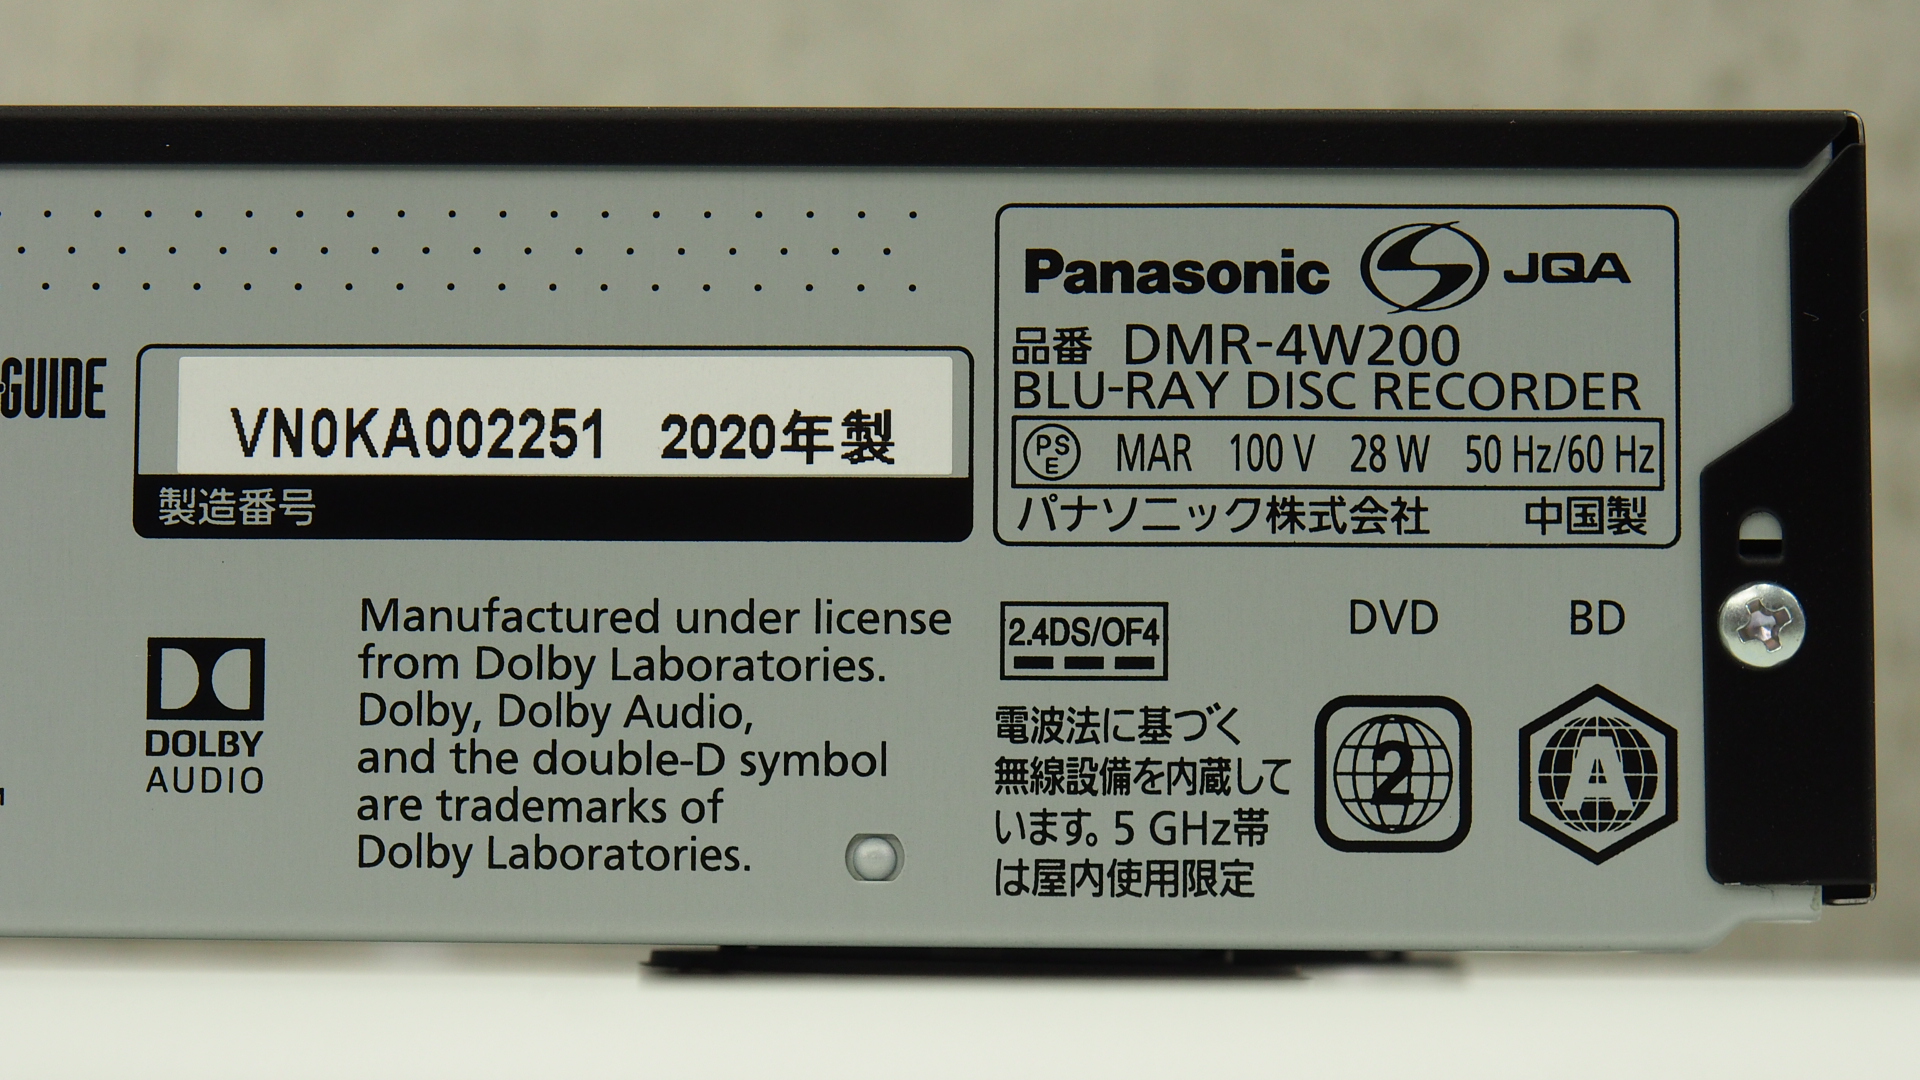 GUIDE
VN0KA002251 2020年製
製造番号
Panasonic JQA
品番 DMR-4W200
BLU-RAY DISC RECORDER
PS E MAR 100 V 28 W 50 Hz/60 Hz
パナソニック株式会社 中国製
DOLBY
AUDIO
Manufactured under license
from Dolby Laboratories.
Dolby, Dolby Audio,
and the double-D symbol
are trademarks of
Dolby Laboratories.
2.4DS/OF4
電波法に基づく
無線設備を内蔵して
います。5 GHz帯
は屋内使用限定
DVD BD
2 A